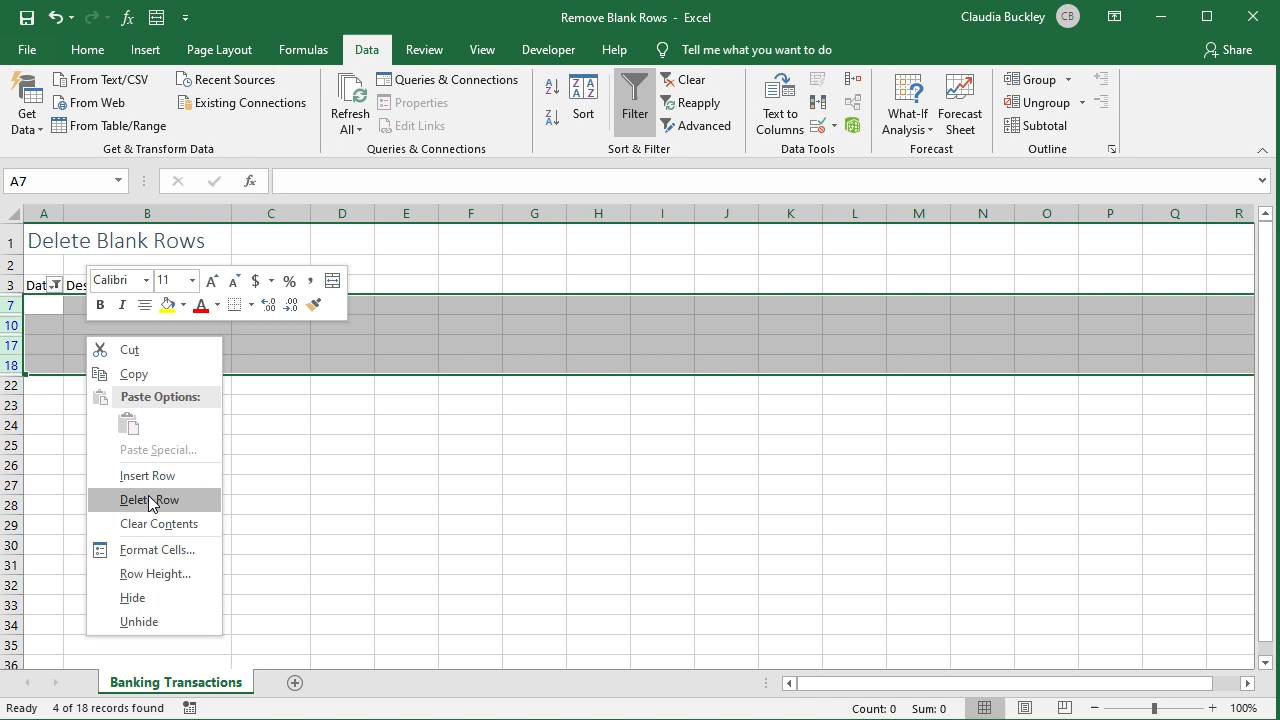 Remove Blank Rows - Excel
Claudia Buckley CB
File Home Insert Page Layout Formulas Data Review View Developer Help Tell me what you want to do Share
Get Data
From Text/CSV
From Web
From Table/Range
Recent Sources
Existing Connections
Get & Transform Data
Refresh All
Queries & Connections
Properties
Edit Links
Queries & Connections
Sort
Filter
Clear
Reapply
Advanced
Sort & Filter
Text to Columns
Data Tools
What-If Analysis
Forecast Sheet
Forecast
Group
Ungroup
Subtotal
Outline
A7
fx
A B C D E F G H I J K L M N O P Q R
1 Delete Blank Rows
2
3 Dat Des
7
10
17
18
22
23
24
25
26
27
28
29
30
31
32
33
34
35
36
Calibri 11 A A $ % ,
B I A
Cut
Copy
Paste Options:
Paste Special...
Insert Row
Delete Row
Clear Contents
Format Cells...
Row Height...
Hide
Unhide
Banking Transactions
Ready 4 of 18 records found Count: 0 Sum: 0 100%